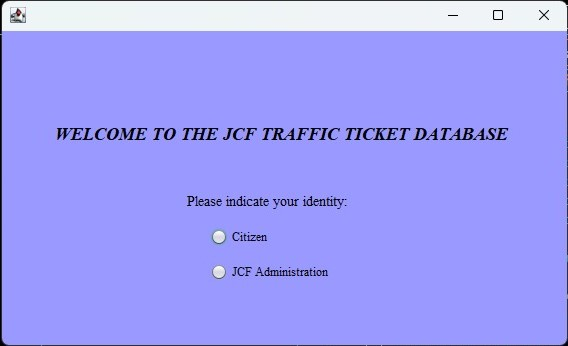 WELCOME TO THE JCF TRAFFIC TICKET DATABASE
Please indicate your identity:
Citizen
JCF Administration